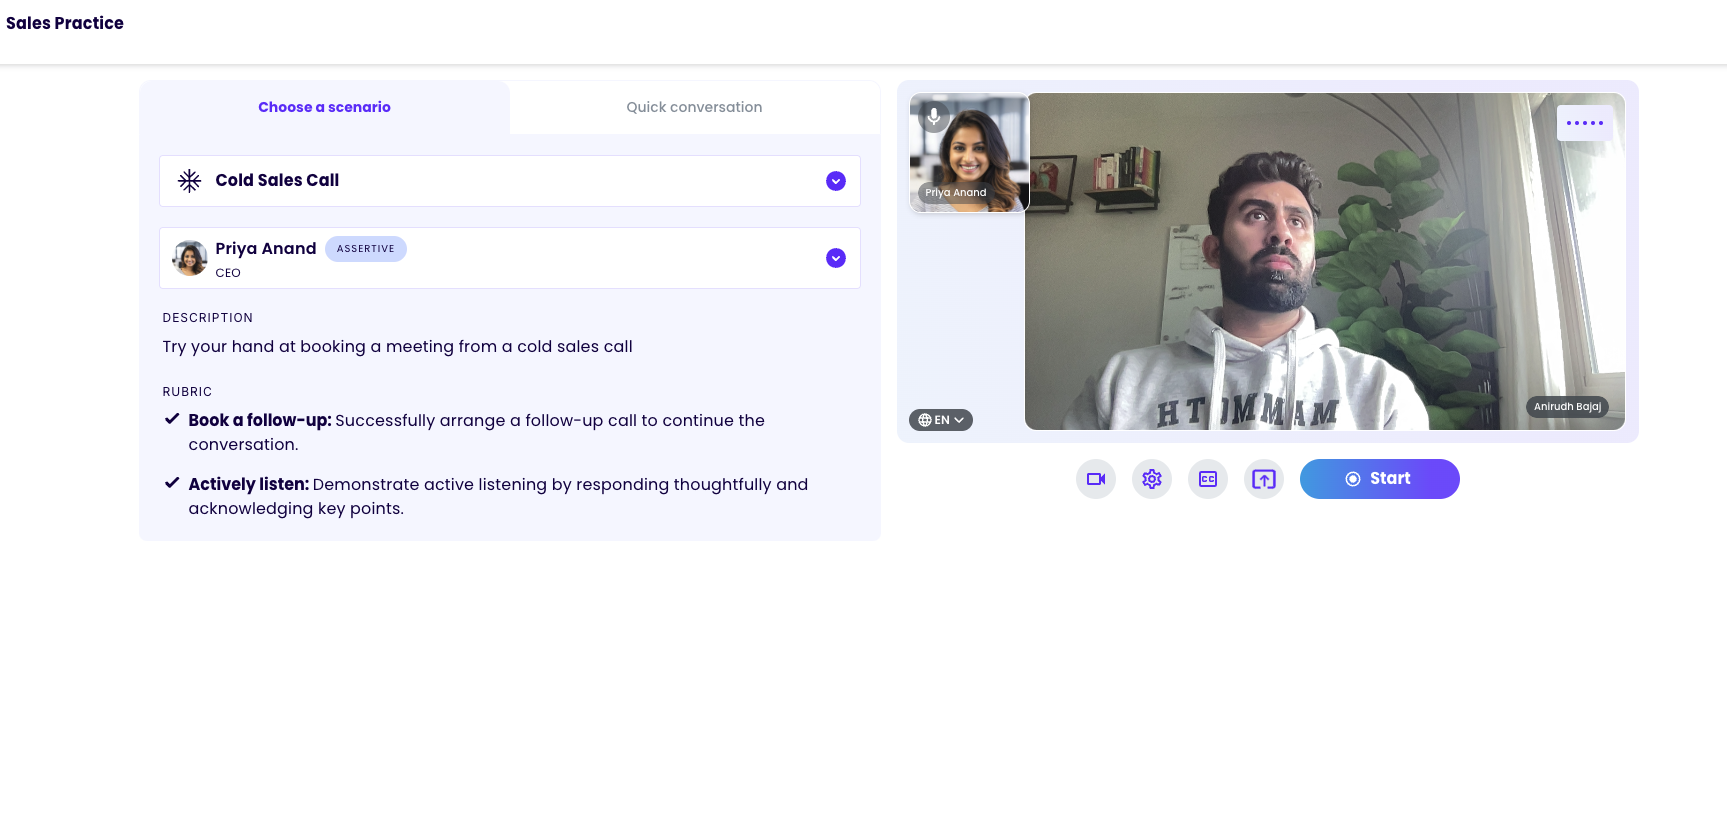 Sales Practice
Choose a scenario
Quick conversation
Cold Sales Call
Priya Anand
ASSERTIVE
CEO
DESCRIPTION
Try your hand at booking a meeting from a cold sales call
RUBRIC
Book a follow-up: Successfully arrange a follow-up call to continue the
conversation.
Actively listen: Demonstrate active listening by responding thoughtfully and
acknowledging key points.
Priya Anand
EN
HTOMMAM
Anirudh Bajaj
CC
Start